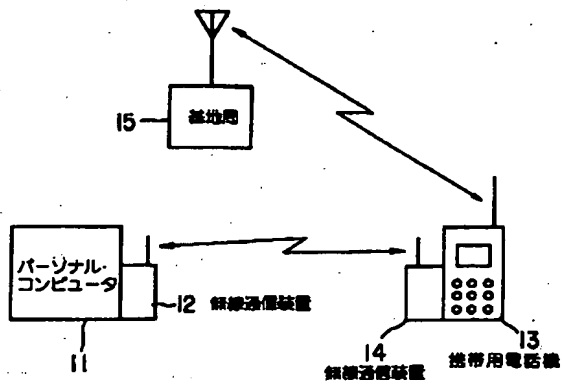 15
基地局
パーソナル・
コンピュータ
12 無線通信装置
11
13
携帯用電話機
14
無線通信装置